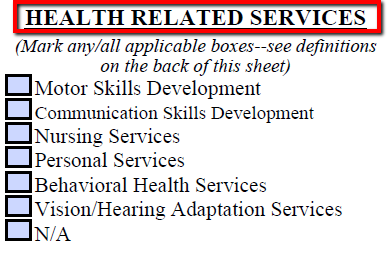 HEALTH RELATED SERVICES
(Mark any/all applicable boxes--see definitions
on the back of this sheet)
Motor Skills Development
Communication Skills Development
Nursing Services
Personal Services
Behavioral Health Services
Vision/Hearing Adaptation Services
N/A